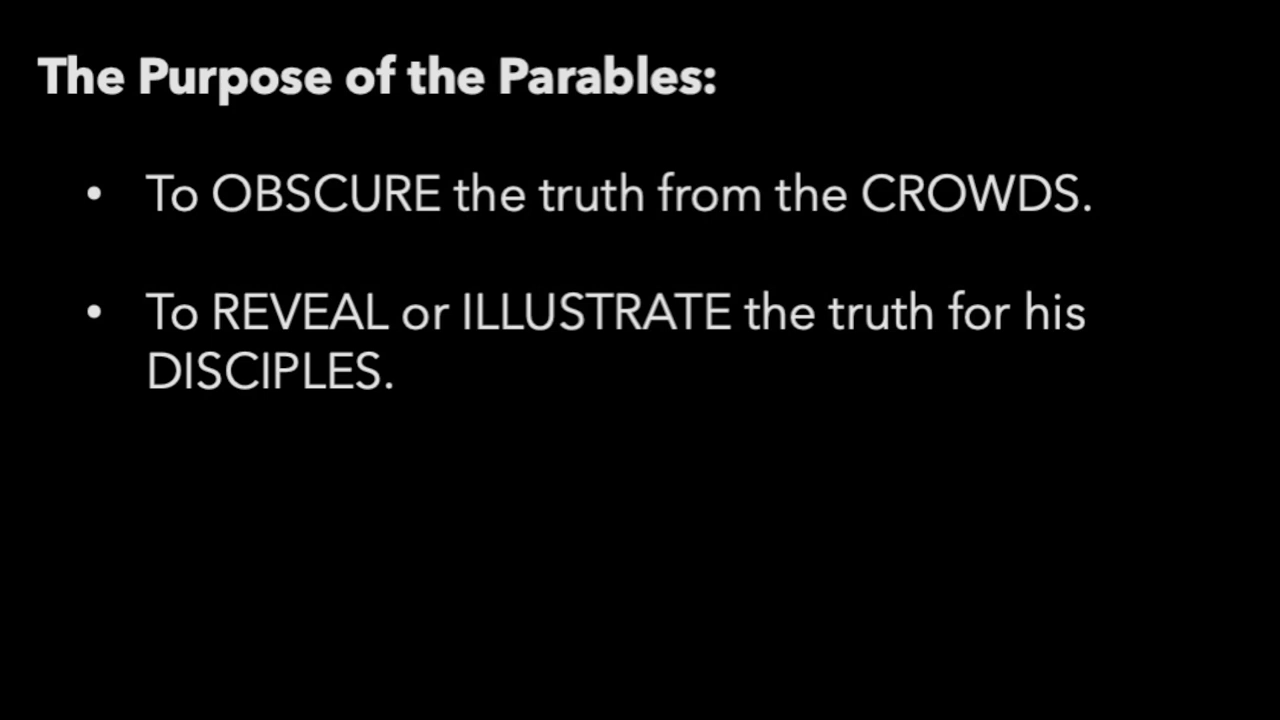 The Purpose of the Parables:
• To OBSCURE the truth from the CROWDS.
• To REVEAL or ILLUSTRATE the truth for his
DISCIPLES.